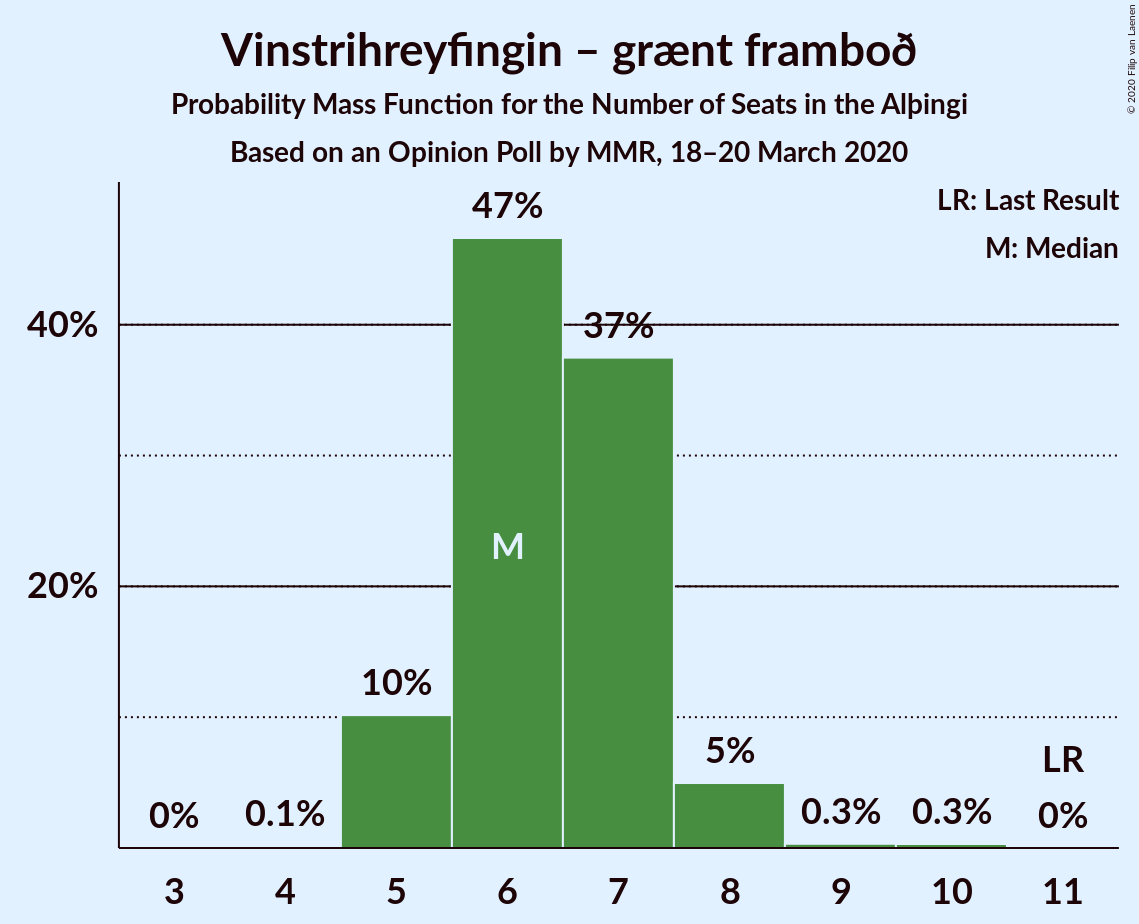 Vinstrihreyfingin – grænt framboð
Probability Mass Function for the Number of Seats in the Alþingi
Based on an Opinion Poll by MMR, 18–20 March 2020
© 2020 Filip van Laenen
LR: Last Result
M: Median
47%
40%
37%
M
20%
10%
5%
LR
0%
0.1%
0.3%
0.3%
0%
3 4 5 6 7 8 9 10 11